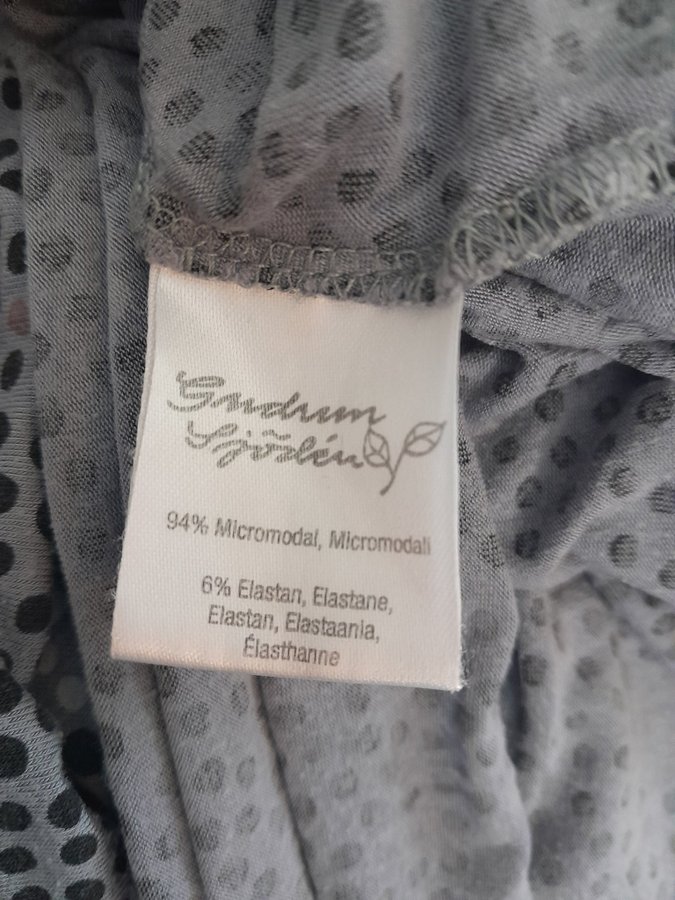 Gudrun
Sjödén
94% Micromodal, Micromodali
6% Elastan, Elastane,
Elastan, Elastaania,
Élasthanne